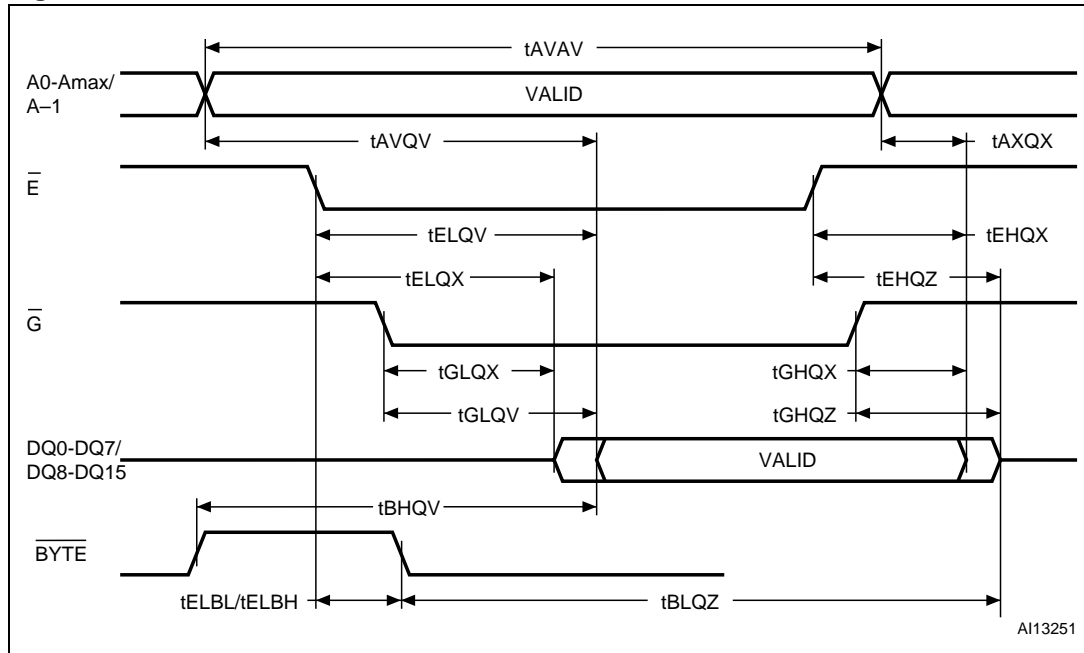 tAVAV
A0-Amax/
A–1
VALID
tAVQV
tAXQX
E̅
tELQV
tEHQX
tELQX
tEHQZ
G̅
tGLQX
tGHQX
tGLQV
tGHQZ
DQ0-DQ7/
DQ8-DQ15
VALID
tBHQV
B̅Y̅T̅E̅
tELBL/tELBH
tBLQZ
AI13251